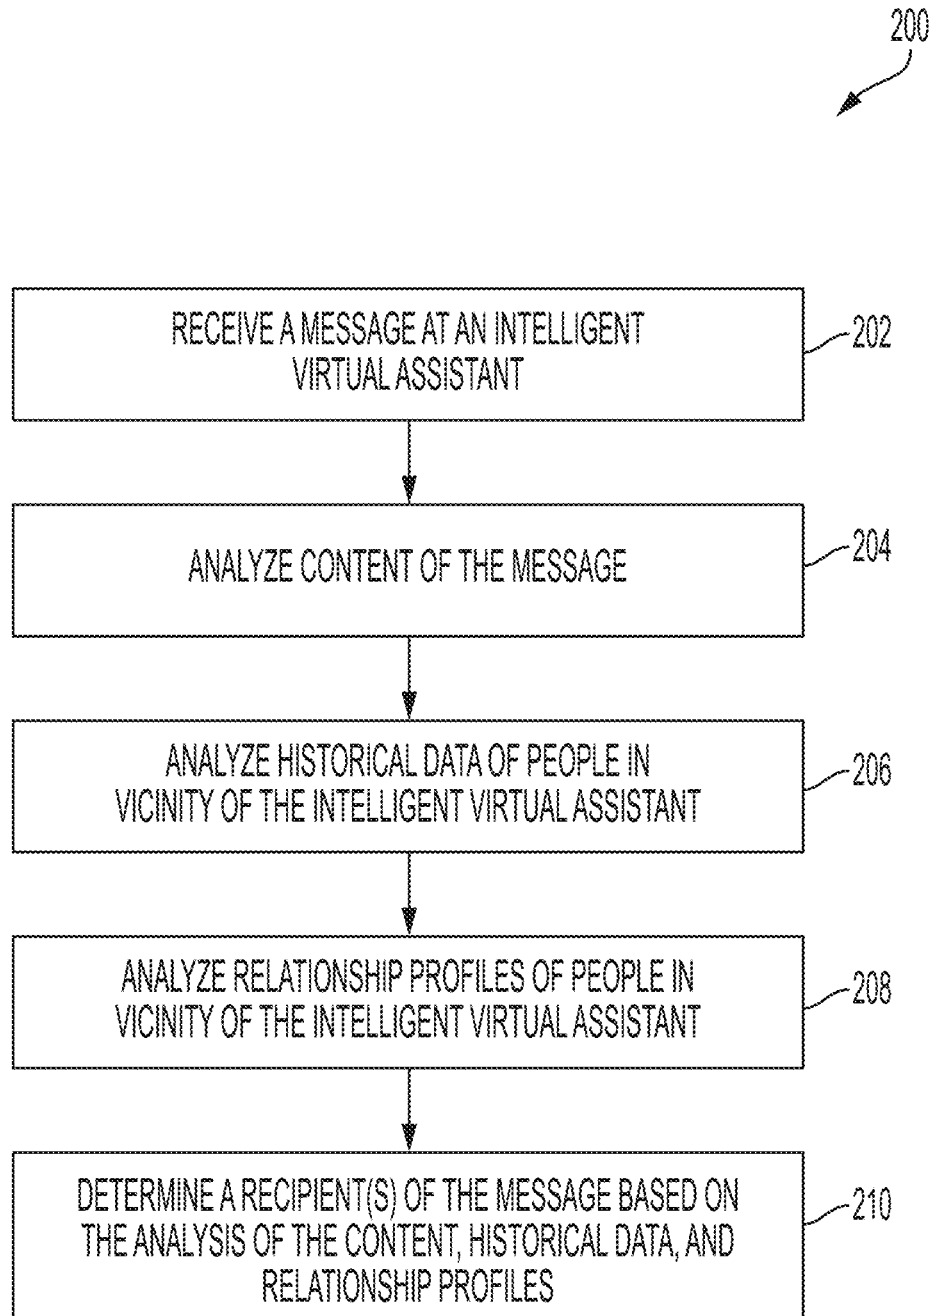 200
RECEIVE A MESSAGE AT AN INTELLIGENT
VIRTUAL ASSISTANT
202
ANALYZE CONTENT OF THE MESSAGE
204
ANALYZE HISTORICAL DATA OF PEOPLE IN
VICINITY OF THE INTELLIGENT VIRTUAL ASSISTANT
206
ANALYZE RELATIONSHIP PROFILES OF PEOPLE IN
VICINITY OF THE INTELLIGENT VIRTUAL ASSISTANT
208
DETERMINE A RECIPIENT(S) OF THE MESSAGE BASED ON
THE ANALYSIS OF THE CONTENT, HISTORICAL DATA, AND
RELATIONSHIP PROFILES
210